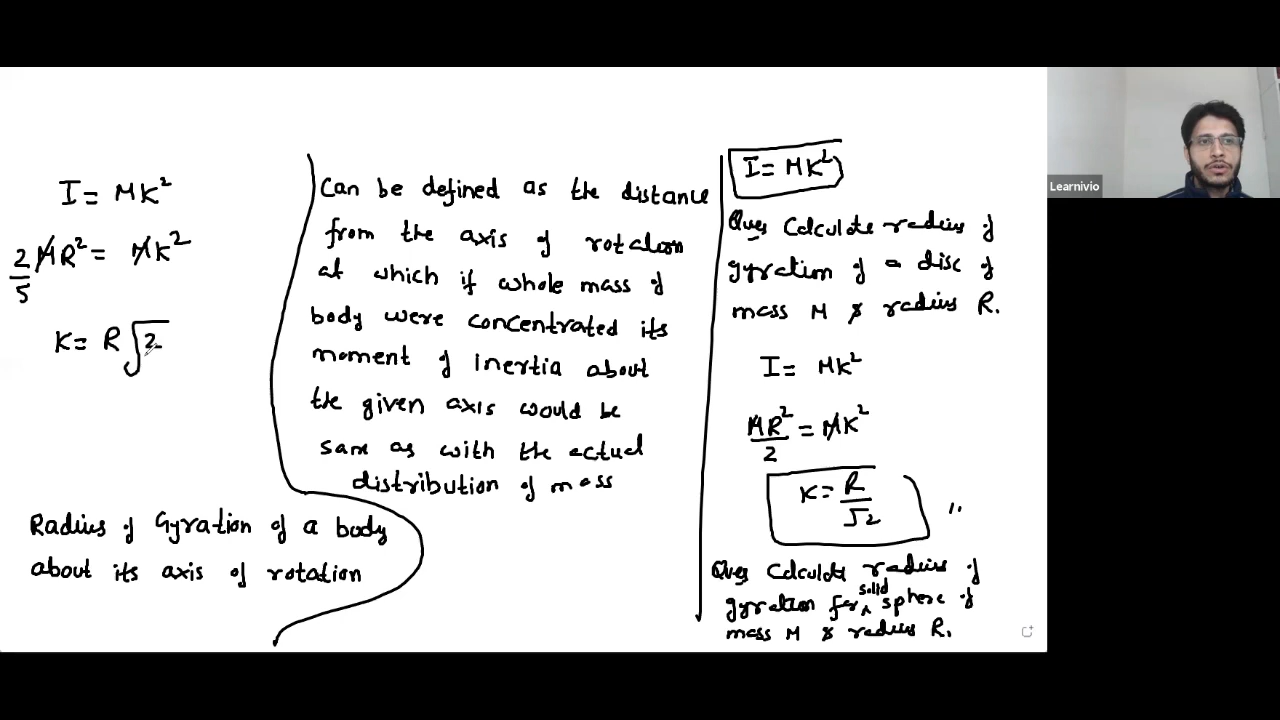 I = MK²
2/5 MR² = MK²
K = R√2
Radius of Gyration of a body
about its axis of rotation
Can be defined as the distance
from the axis of rotation
at which if whole mass of
body were concentrated its
moment of inertia about
the given axis would be
same as with the actual
distribution of mass
I = MK²
Ques Calculate radius of
gyration of a disc of
mass M & radius R.
I = MK²
MR²/2 = MK²
K = R/√2 "
Ques Calculate radius of
gyration for solid sphere of
mass M & radius R.
Learnivio